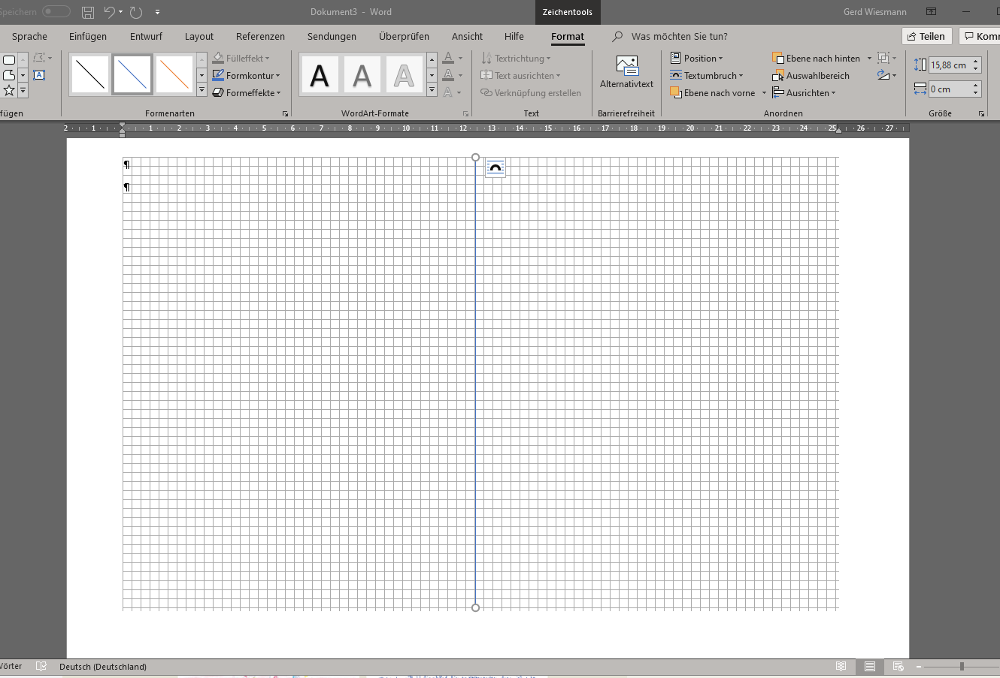 Speichern Dokument3 - Word Zeichentools Gerd Wiesmann
Sprache Einfügen Entwurf Layout Referenzen Sendungen Überprüfen Ansicht Hilfe Format Was möchten Sie tun? Teilen Komm
Fülleffekt
Formkontur
Formeffekte
A A A
A
A
A
Textrichtung
Text ausrichten
Verknüpfung erstellen
Alternativtext
Position
Textumbruch
Ebene nach vorne
Ebene nach hinten
Auswahlbereich
Ausrichten
15,88 cm
0 cm
fügen Formenarten WordArt-Formate Text Barrierefreiheit Anordnen Größe
2 1 1 2 3 4 5 6 7 8 9 10 11 12 13 14 15 16 17 18 19 20 21 22 23 24 25 26 27
¶
¶
Wörter Deutsch (Deutschland)